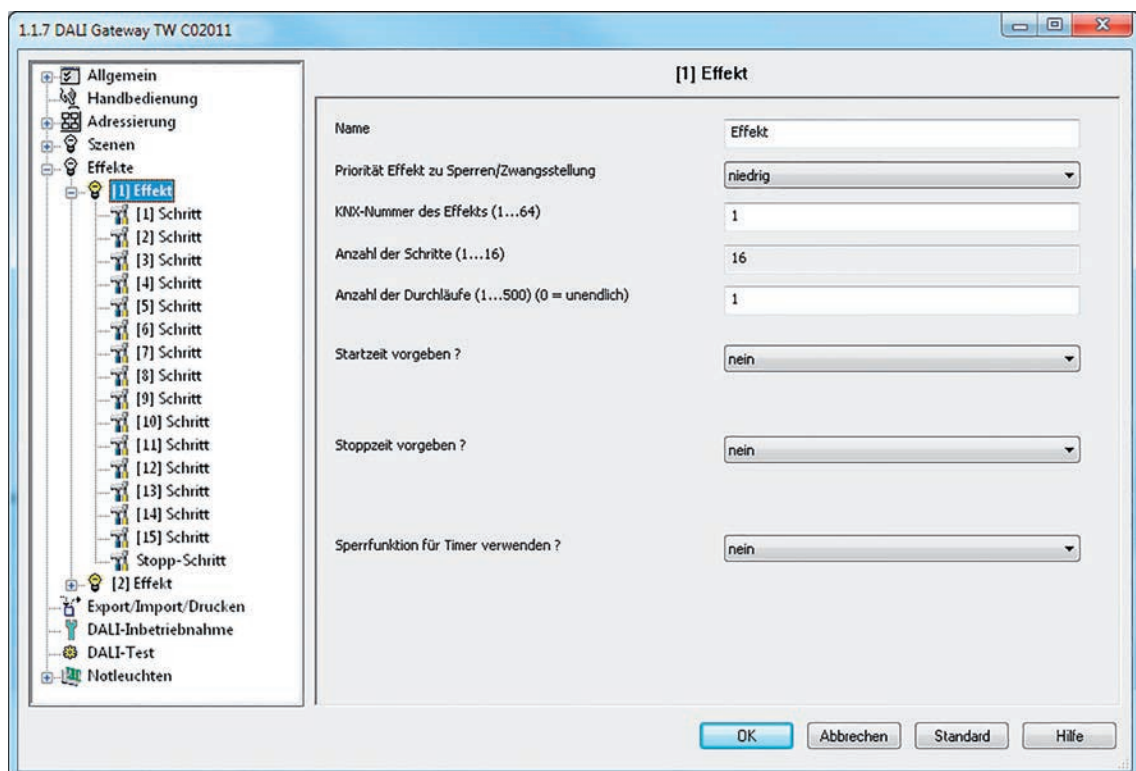 1.1.7 DALI Gateway TW C02011
Allgemein
Handbedienung
Adressierung
Szenen
Effekte
[1] Effekt
[1] Schritt
[2] Schritt
[3] Schritt
[4] Schritt
[5] Schritt
[6] Schritt
[7] Schritt
[8] Schritt
[9] Schritt
[10] Schritt
[11] Schritt
[12] Schritt
[13] Schritt
[14] Schritt
[15] Schritt
Stopp-Schritt
[2] Effekt
Export/Import/Drucken
DALI-Inbetriebnahme
DALI-Test
Notleuchten
[1] Effekt
Name Effekt
Priorität Effekt zu Sperren/Zwangsstellung niedrig
KNX-Nummer des Effekts (1...64) 1
Anzahl der Schritte (1...16) 16
Anzahl der Durchläufe (1...500) (0 = unendlich) 1
Startzeit vorgeben ? nein
Stoppzeit vorgeben ? nein
Sperrfunktion für Timer verwenden ? nein
OK Abbrechen Standard Hilfe